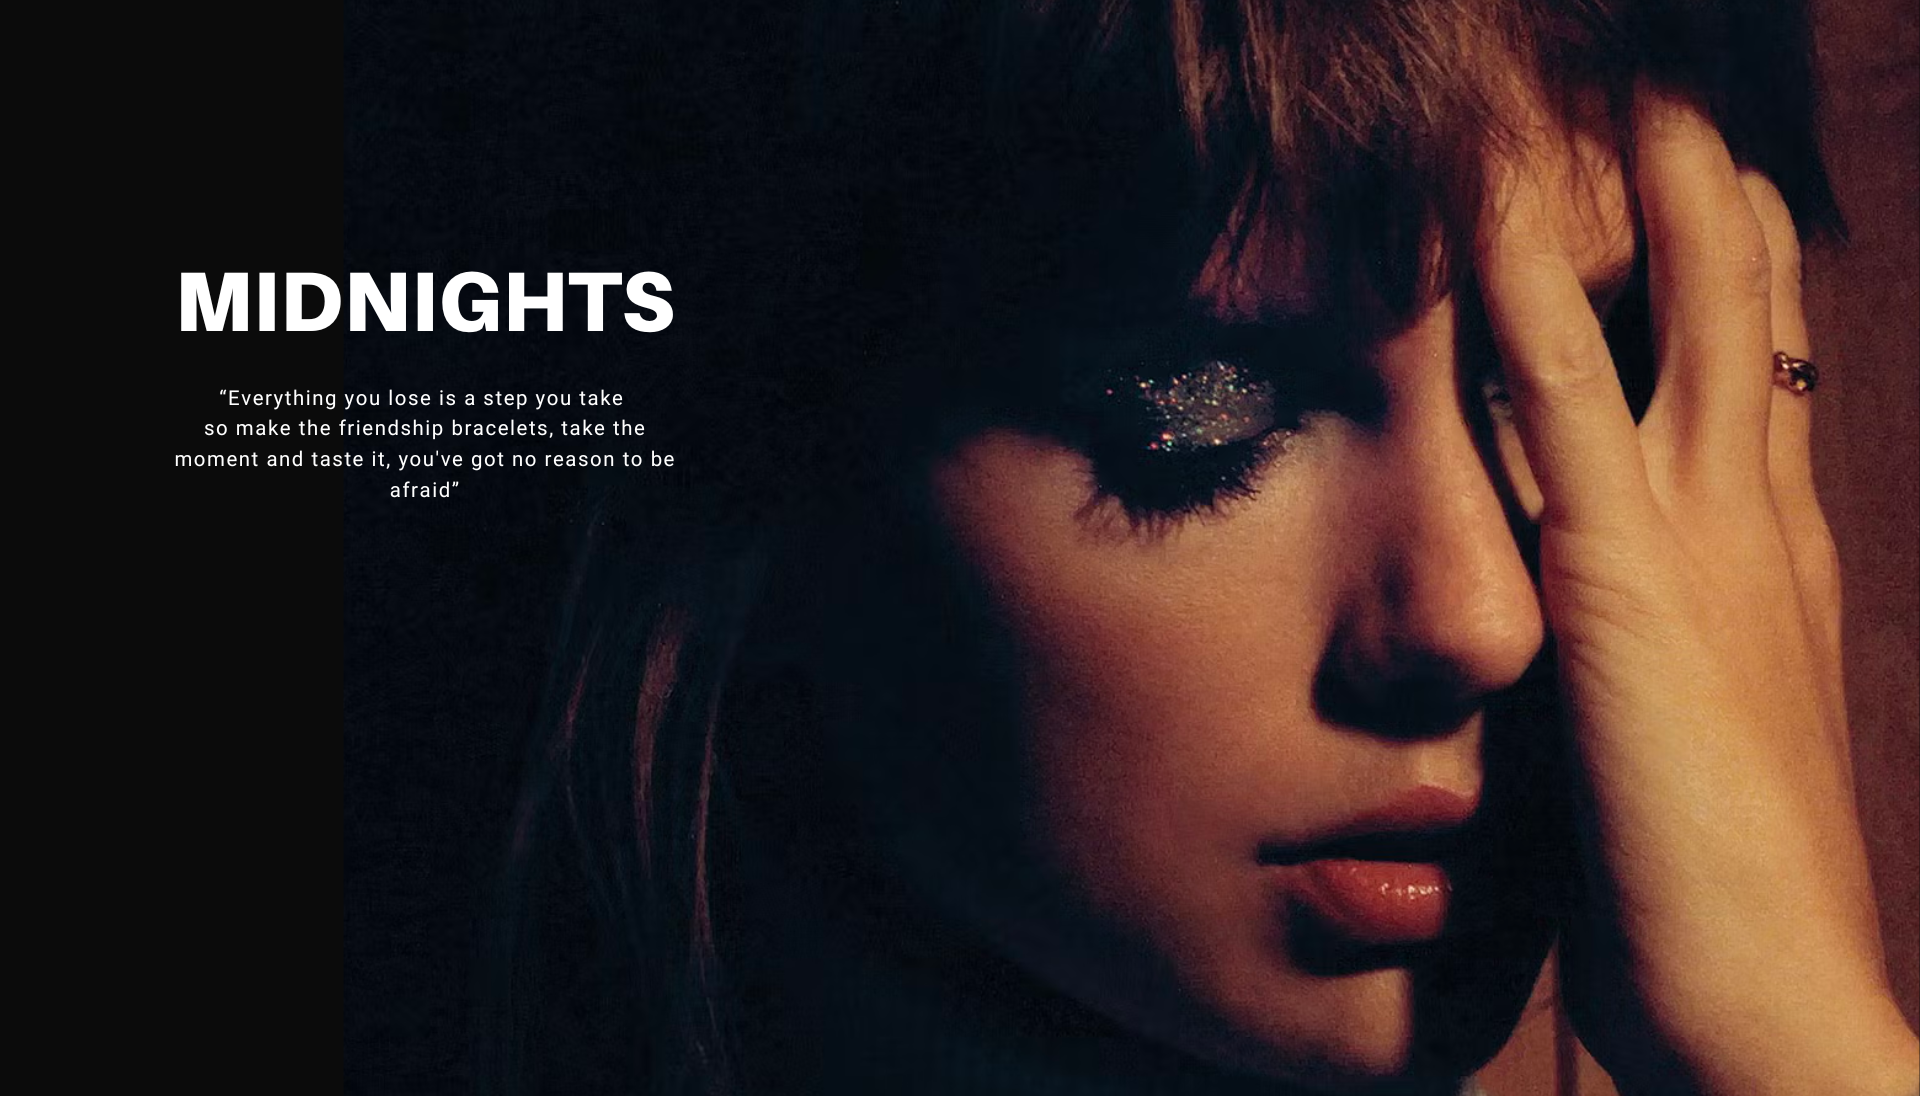 MIDNIGHTS
“Everything you lose is a step you take
so make the friendship bracelets, take the
moment and taste it, you've got no reason to be
afraid”